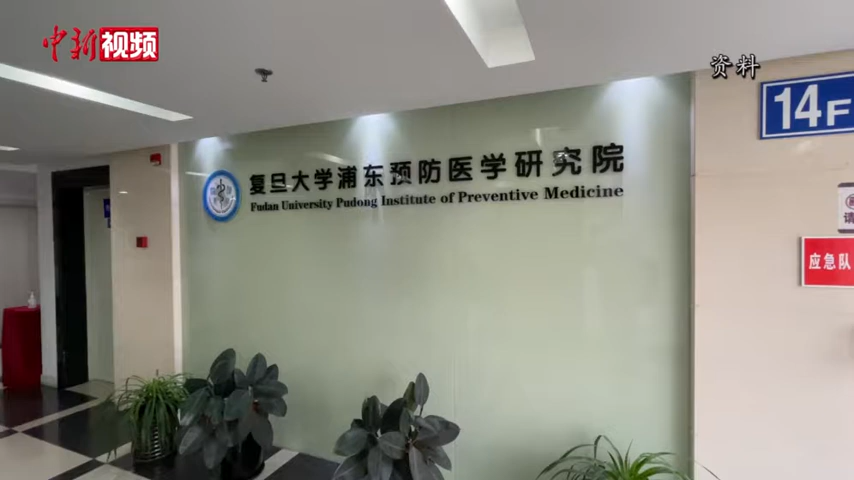 中新视频
资料
14F
复旦大学浦东预防医学研究院
Fudan University Pudong Institute of Preventive Medicine
请
应急队